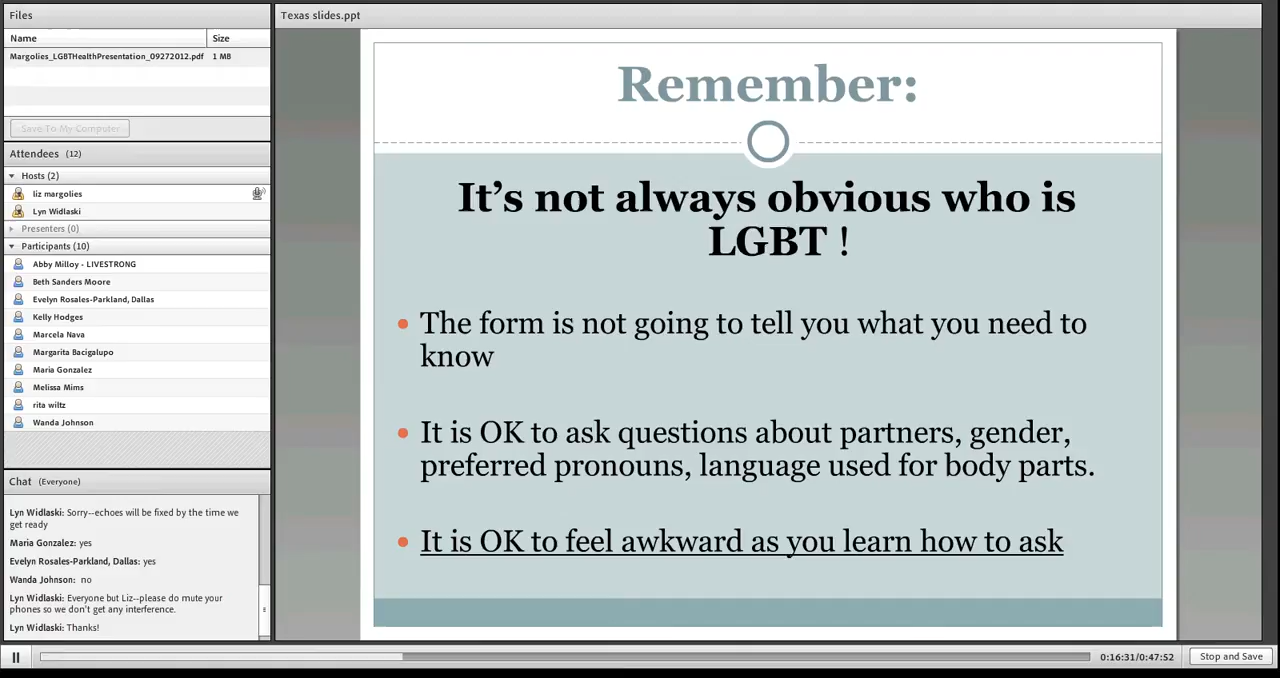 Files
Texas slides.ppt
Name Size
Margolies_LGBTHealthPresentation_09272012.pdf 1 MB
Save To My Computer
Attendees (12)
Hosts (2)
liz margolies
Lyn Widlaski
Presenters (0)
Participants (10)
Abby Milloy - LIVESTRONG
Beth Sanders Moore
Evelyn Rosales-Parkland, Dallas
Kelly Hodges
Marcela Nava
Margarita Bacigalupo
Maria Gonzalez
Melissa Mims
rita wiltz
Wanda Johnson
Chat (Everyone)
Lyn Widlaski: Sorry--echoes will be fixed by the time we
get ready
Maria Gonzalez: yes
Evelyn Rosales-Parkland, Dallas: yes
Wanda Johnson: no
Lyn Widlaski: Everyone but Liz--please do mute your
phones so we don't get any interference.
Lyn Widlaski: Thanks!
Remember:
It’s not always obvious who is
LGBT !
• The form is not going to tell you what you need to
know
• It is OK to ask questions about partners, gender,
preferred pronouns, language used for body parts.
• It is OK to feel awkward as you learn how to ask
0:16:31/0:47:52
Stop and Save